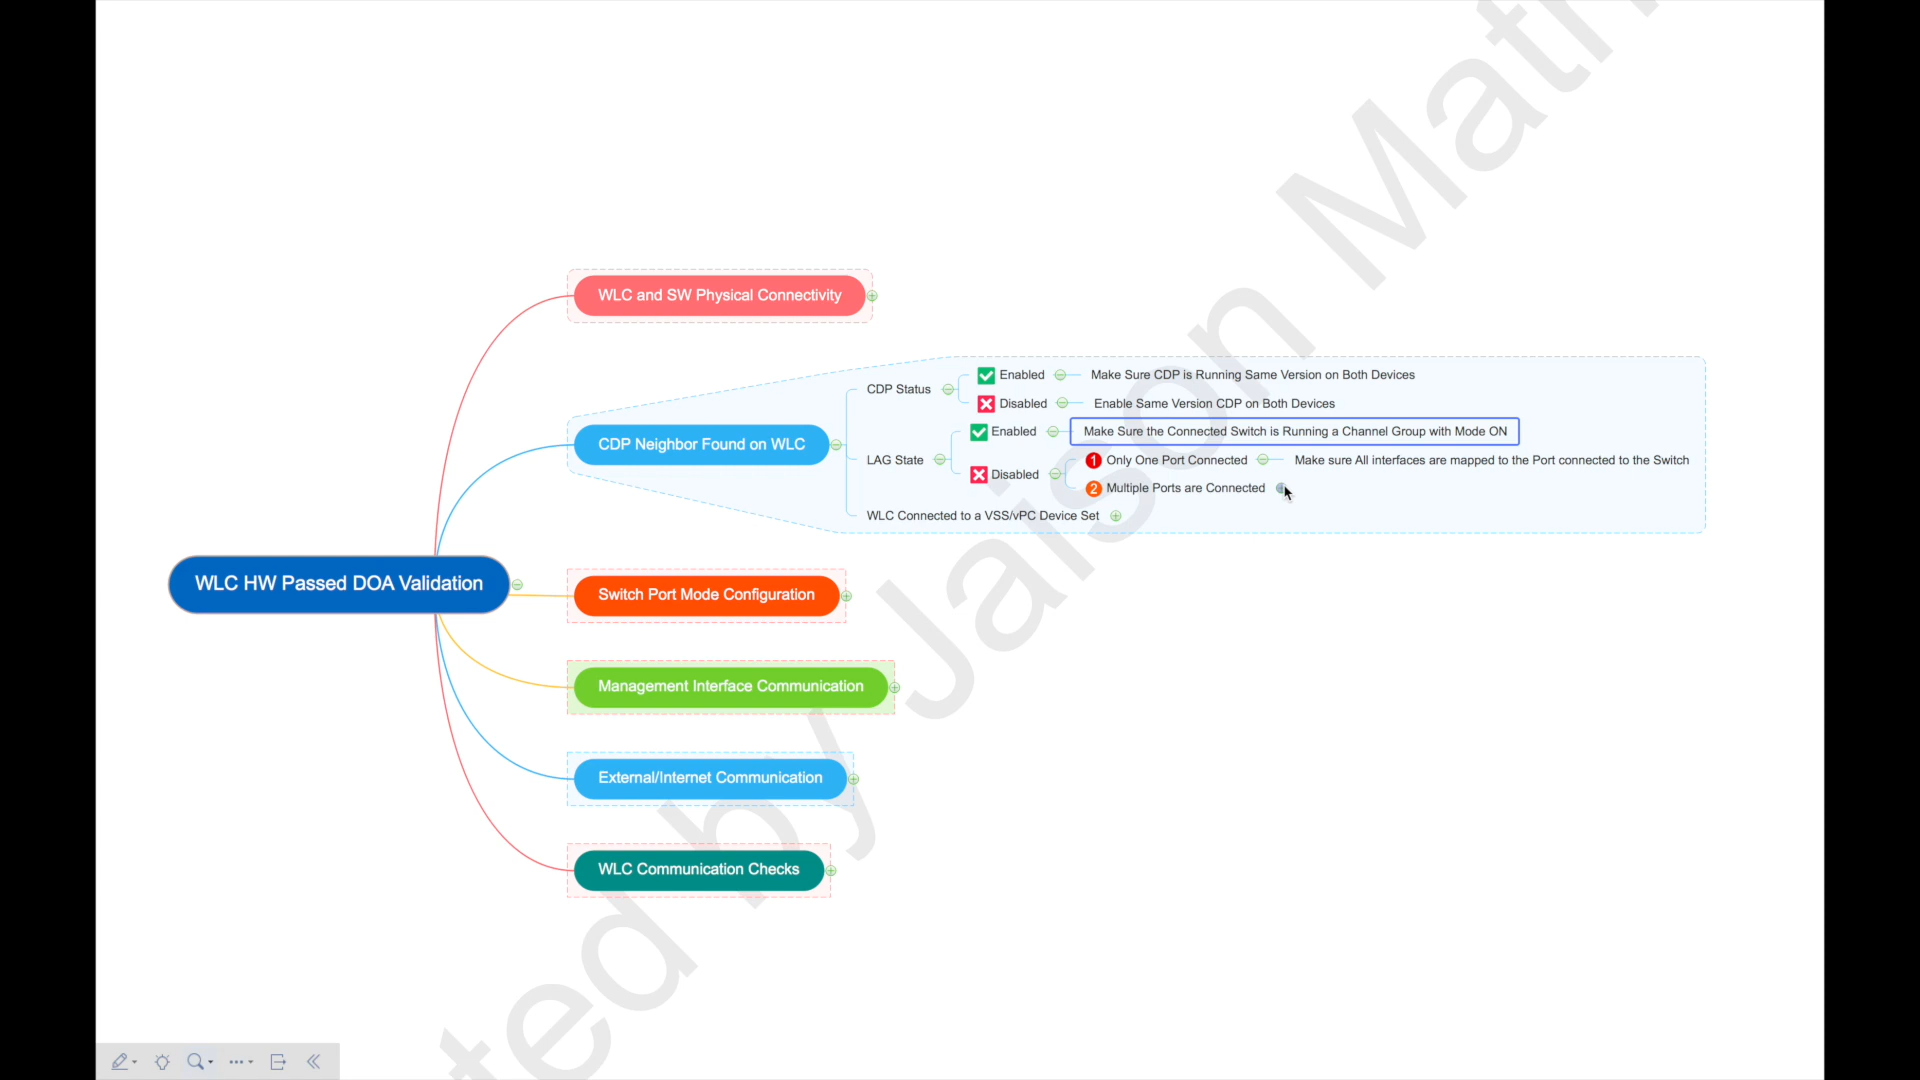 WLC and SW Physical Connectivity
CDP Status
Enabled
Make Sure CDP is Running Same Version on Both Devices
Disabled
Enable Same Version CDP on Both Devices
CDP Neighbor Found on WLC
LAG State
Enabled
Make Sure the Connected Switch is Running a Channel Group with Mode ON
Disabled
1 Only One Port Connected
Make sure All interfaces are mapped to the Port connected to the Switch
2 Multiple Ports are Connected
WLC Connected to a VSS/vPC Device Set
WLC HW Passed DOA Validation
Switch Port Mode Configuration
Management Interface Communication
External/Internet Communication
WLC Communication Checks
by Jaison